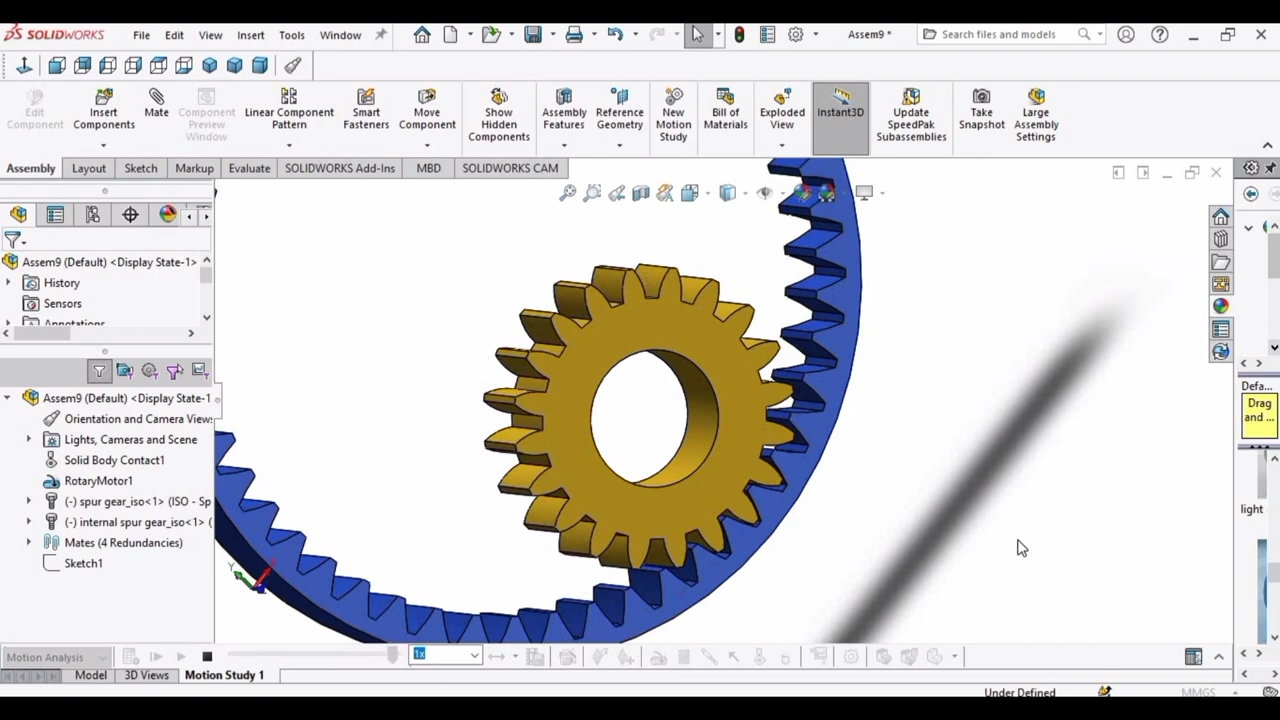 SOLIDWORKS File Edit View Insert Tools Window Assem9 * Search files and models
Edit Component
Insert Components
Mate
Component Preview Window
Linear Component Pattern
Smart Fasteners
Move Component
Show Hidden Components
Assembly Features
Reference Geometry
New Motion Study
Bill of Materials
Exploded View
Instant3D
Update SpeedPak Subassemblies
Take Snapshot
Large Assembly Settings
Assembly Layout Sketch Markup Evaluate SOLIDWORKS Add-Ins MBD SOLIDWORKS CAM
Assem9 (Default) <Display State-1>
History
Sensors
Annotations
Assem9 (Default) <Display State-1
Orientation and Camera Views
Lights, Cameras and Scene
Solid Body Contact1
RotaryMotor1
(-) spur gear_iso<1> (ISO - Sp
(-) internal spur gear_iso<1> (
Mates (4 Redundancies)
Sketch1
Y
Defa...
Drag
and ...
light
Motion Analysis 1x
Model 3D Views Motion Study 1
Under Defined MMGS